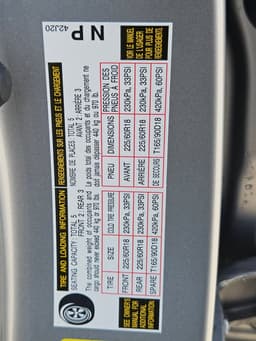 TIRE AND LOADING INFORMATION
RENSEIGNEMENTS SUR LES PNEUS ET LE CHARGEMENT
SEATING CAPACITY: TOTAL 5
FRONT 2 : REAR 3
NOMBRE DE PLACES: TOTAL 5
AVANT 2 : ARRIÈRE 3
The combined weight of occupants and
cargo should never exceed 440 kg or 970 lb.
Le poids total des occupants et du chargement ne
doit jamais dépasser 440 kg ou 970 lb.
TIRE SIZE COLD TIRE PRESSURE
FRONT 225/60R18 230kPa, 33PSI
REAR 225/60R18 230kPa, 33PSI
SPARE T165/90D18 420kPa, 60PSI
PNEU DIMENSIONS PRESSION DES
PNEUS À FROID
AVANT 225/60R18 230kPa, 33PSI
ARRIÈRE 225/60R18 230kPa, 33PSI
DE SECOURS T165/90D18 420kPa, 60PSI
SEE OWNER'S
MANUAL FOR
ADDITIONAL
INFORMATION
VOIR LE MANUEL
DE L'USAGER
POUR PLUS DE
RENSEIGNEMENTS
42J20
N P